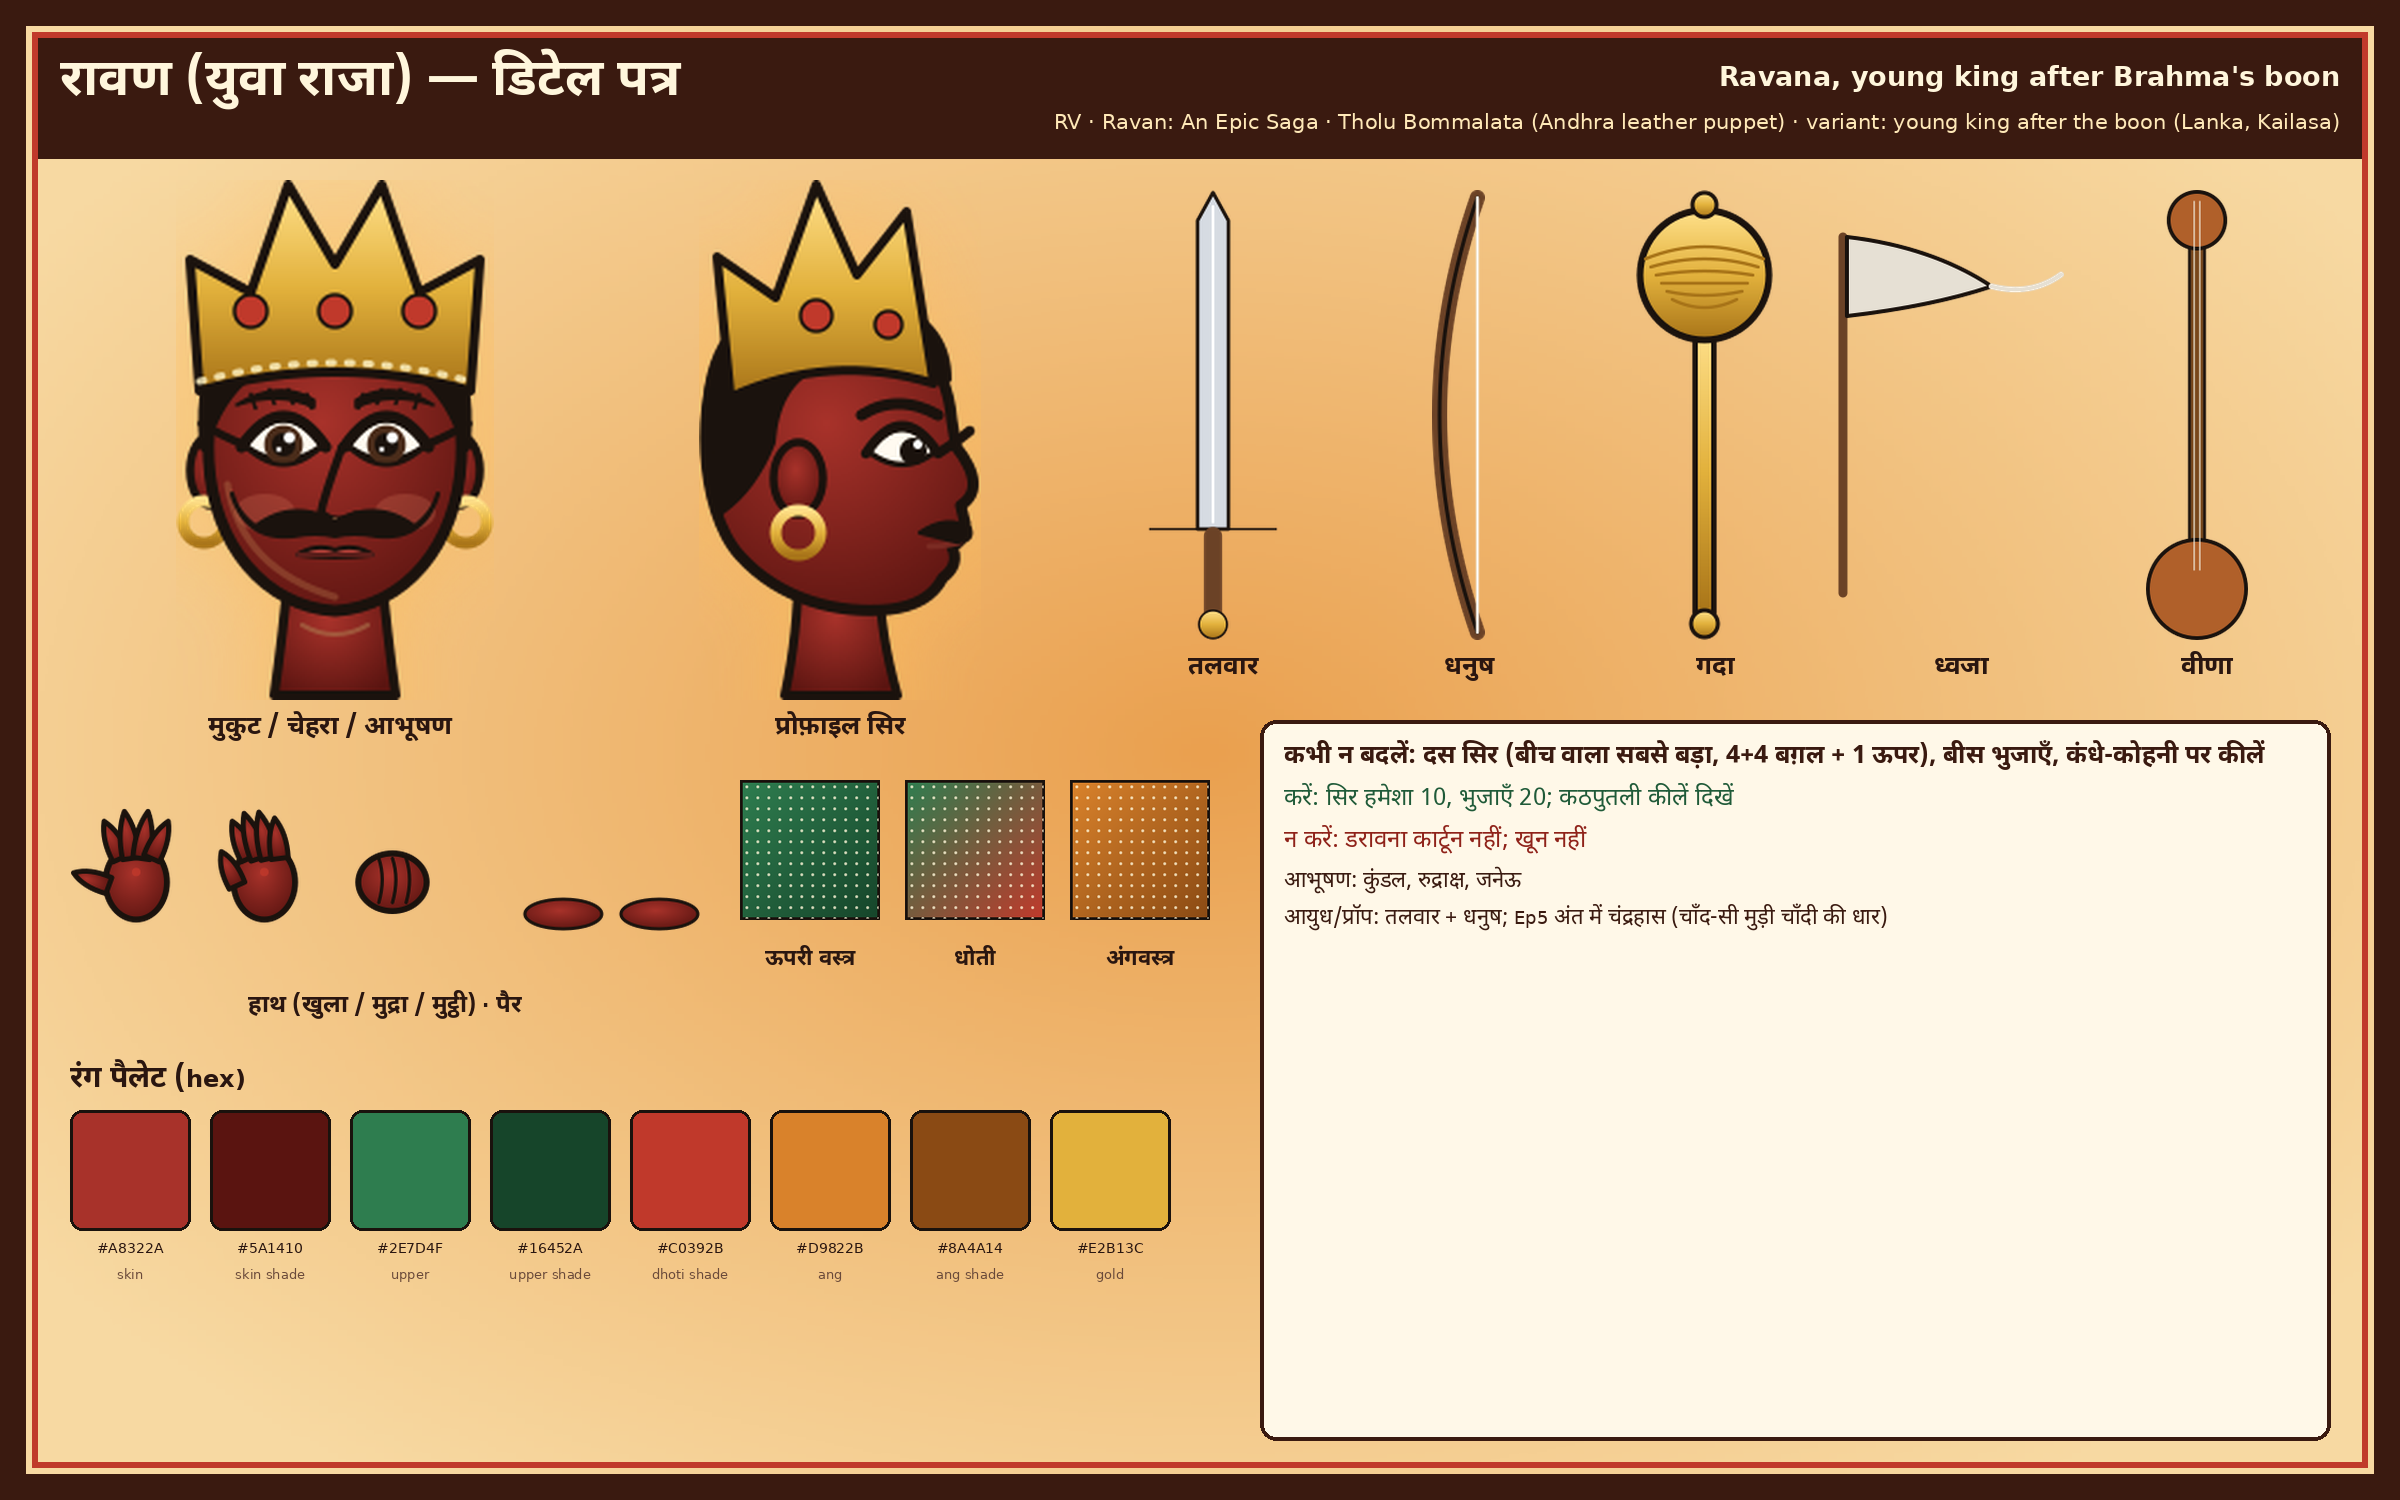 रावण (युवा राजा) — डिटेल पत्र
Ravana, young king after Brahma's boon
RV · Ravan: An Epic Saga · Tholu Bommalata (Andhra leather puppet) · variant: young king after the boon (Lanka, Kailasa)
तलवार
धनुष
गदा
ध्वजा
वीणा
मुकुट / चेहरा / आभूषण
प्रोफ़ाइल सिर
कभी न बदलें: दस सिर (बीच वाला सबसे बड़ा, 4+4 बग़ल + 1 ऊपर), बीस भुजाएँ, कंधे-कोहनी पर कीलें
करें: सिर हमेशा 10, भुजाएँ 20; कठपुतली कीलें दिखें
न करें: डरावना कार्टून नहीं; खून नहीं
आभूषण: कुंडल, रुद्राक्ष, जनेऊ
आयुध/प्रॉप: तलवार + धनुष; Ep5 अंत में चंद्रहास (चाँद-सी मुड़ी चाँदी की धार)
ऊपरी वस्त्र
धोती
अंगवस्त्र
हाथ (खुला / मुद्रा / मुट्ठी) · पैर
रंग पैलेट (hex)
#A8322A
#5A1410
#2E7D4F
#16452A
#C0392B
#D9822B
#8A4A14
#E2B13C
skin
skin shade
upper
upper shade
dhoti shade
ang
ang shade
gold